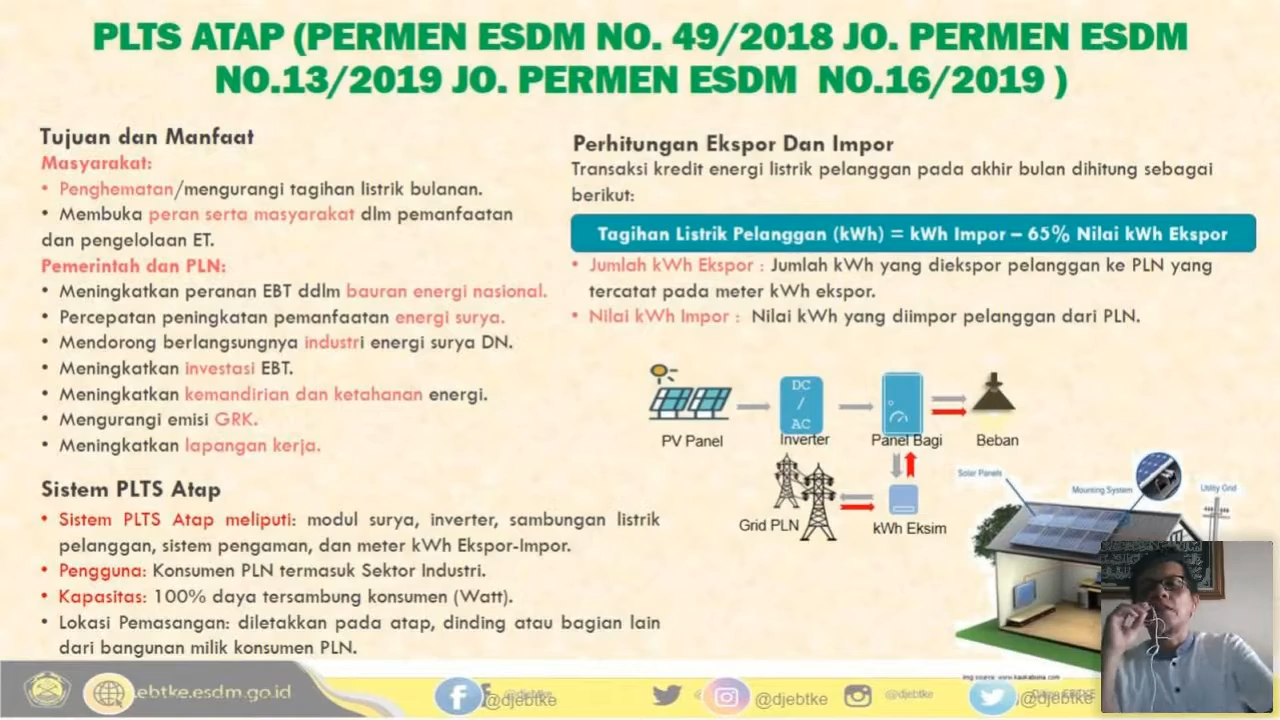 PLTS ATAP (PERMEN ESDM NO. 49/2018 JO. PERMEN ESDM
NO.13/2019 JO. PERMEN ESDM NO.16/2019 )
Tujuan dan Manfaat
Masyarakat:
• Penghematan/mengurangi tagihan listrik bulanan.
• Membuka peran serta masyarakat dlm pemanfaatan
dan pengelolaan ET.
Pemerintah dan PLN:
• Meningkatkan peranan EBT ddlm bauran energi nasional.
• Percepatan peningkatan pemanfaatan energi surya.
• Mendorong berlangsungnya industri energi surya DN.
• Meningkatkan investasi EBT.
• Meningkatkan kemandirian dan ketahanan energi.
• Mengurangi emisi GRK.
• Meningkatkan lapangan kerja.
Sistem PLTS Atap
• Sistem PLTS Atap meliputi: modul surya, inverter, sambungan listrik
pelanggan, sistem pengaman, dan meter kWh Ekspor-Impor.
• Pengguna: Konsumen PLN termasuk Sektor Industri.
• Kapasitas: 100% daya tersambung konsumen (Watt).
• Lokasi Pemasangan: diletakkan pada atap, dinding atau bagian lain
dari bangunan milik konsumen PLN.
Perhitungan Ekspor Dan Impor
Transaksi kredit energi listrik pelanggan pada akhir bulan dihitung sebagai
berikut:
Tagihan Listrik Pelanggan (kWh) = kWh Impor – 65% Nilai kWh Ekspor
• Jumlah kWh Ekspor : Jumlah kWh yang diekspor pelanggan ke PLN yang
tercatat pada meter kWh ekspor.
• Nilai kWh Impor : Nilai kWh yang diimpor pelanggan dari PLN.
DC
/
AC
PV Panel
Inverter
Panel Bagi
Beban
Grid PLN
kWh Eksim
Solar Panels
Mounting System
Utility Grid
img source : www.kaskabuna.com
ebtke.esdm.go.id
@djebtke
@djebtke
@djebtke